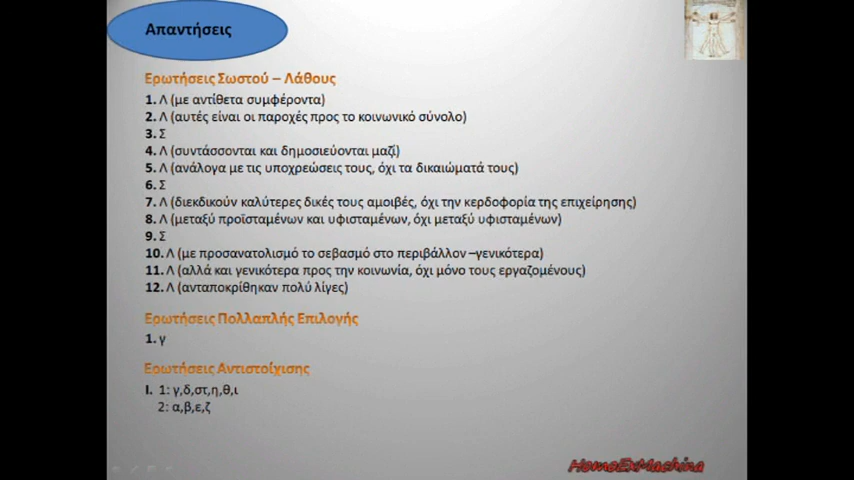 Απαντήσεις
Ερωτήσεις Σωστού – Λάθους
1. Λ (με αντίθετα συμφέροντα)
2. Λ (αυτές είναι οι παροχές προς το κοινωνικό σύνολο)
3. Σ
4. Λ (συντάσσονται και δημοσιεύονται μαζί)
5. Λ (ανάλογα με τις υποχρεώσεις τους, όχι τα δικαιώματά τους)
6. Σ
7. Λ (διεκδικούν καλύτερες δικές τους αμοιβές, όχι την κερδοφορία της επιχείρησης)
8. Λ (μεταξύ προϊσταμένων και υφισταμένων, όχι μεταξύ υφισταμένων)
9. Σ
10. Λ (με προσανατολισμό το σεβασμό στο περιβάλλον –γενικότερα)
11. Λ (αλλά και γενικότερα προς την κοινωνία, όχι μόνο τους εργαζομένους)
12. Λ (ανταποκρίθηκαν πολύ λίγες)
Ερωτήσεις Πολλαπλής Επιλογής
1. γ
Ερωτήσεις Αντιστοίχισης
I. 1: γ,δ,στ,η,θ,ι
2: α,β,ε,ζ
HomoExMachina